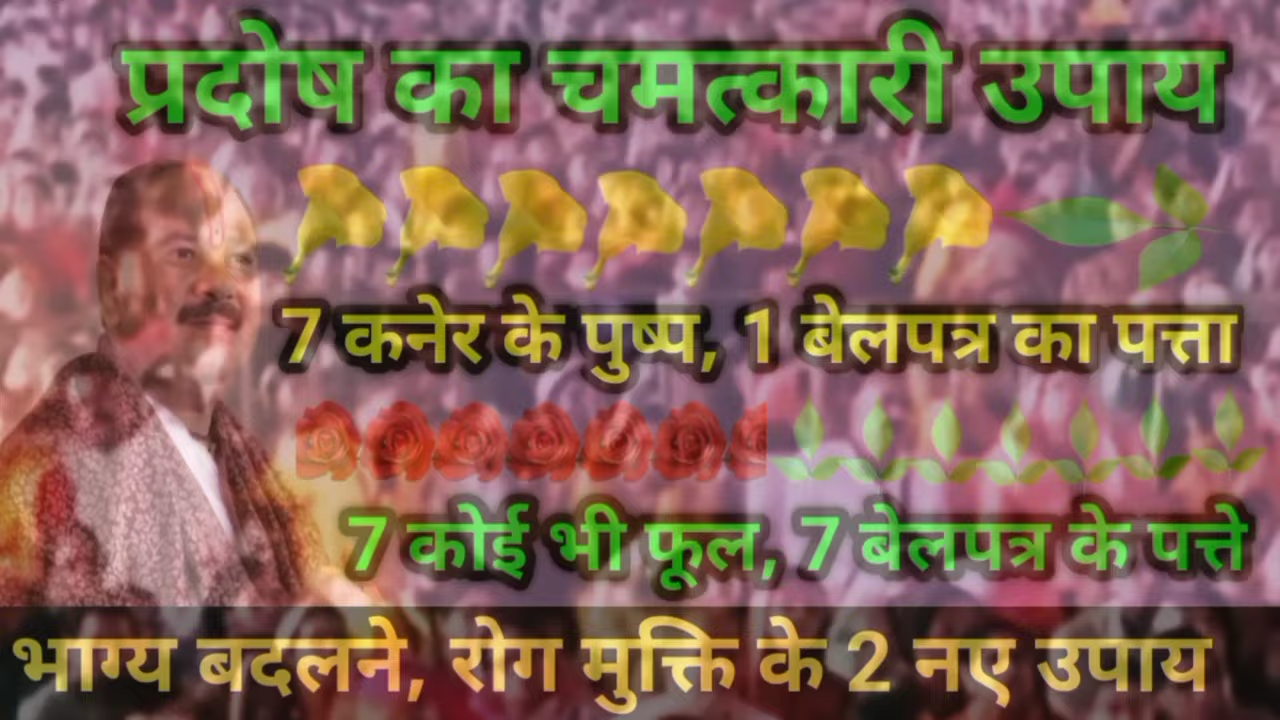 प्रदोष का चमत्कारी उपाय
7 कनेर के पुष्प, 1 बेलपत्र का पत्ता
7 कोई भी फूल, 7 बेलपत्र के पत्ते
भाग्य बदलने, रोग मुक्ति के 2 नए उपाय